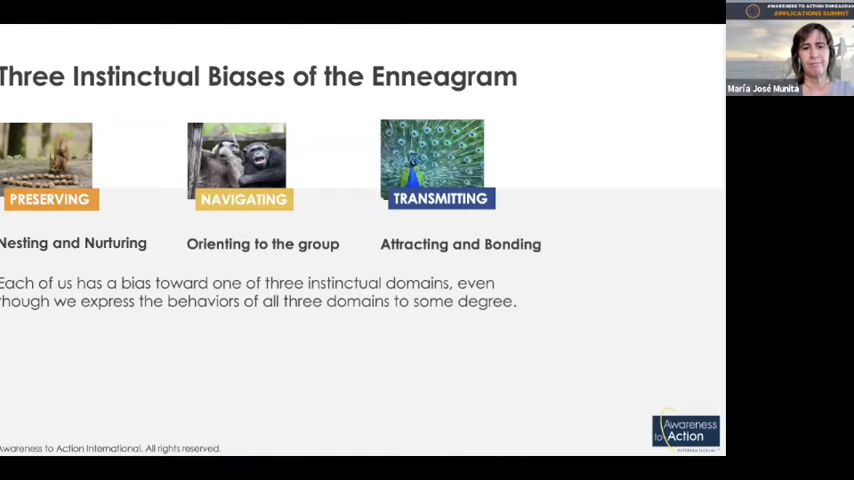 Three Instinctual Biases of the Enneagram
PRESERVING
NAVIGATING
TRANSMITTING
Nesting and Nurturing
Orienting to the group
Attracting and Bonding
Each of us has a bias toward one of three instinctual domains, even
though we express the behaviors of all three domains to some degree.
Awareness to Action International. All rights reserved.
Awareness
to Action
INTERNATIONAL
AWARENESS TO ACTION ENNEAGRAM
APPLICATIONS SUMMIT
María José Munita